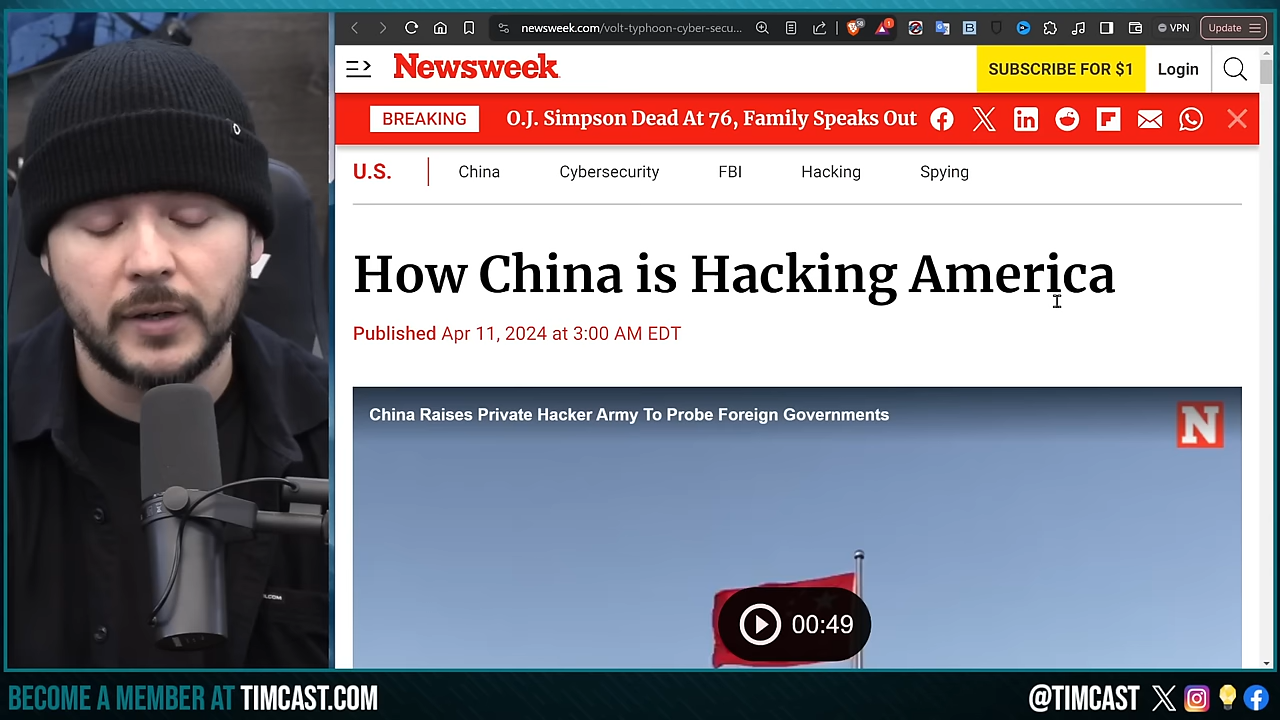 newsweek.com/volt-typhoon-cyber-secu...
VPN
Update
Newsweek
SUBSCRIBE FOR $1
Login
BREAKING
O.J. Simpson Dead At 76, Family Speaks Out
U.S.
China
Cybersecurity
FBI
Hacking
Spying
How China is Hacking America
Published Apr 11, 2024 at 3:00 AM EDT
China Raises Private Hacker Army To Probe Foreign Governments
N
00:49
BECOME A MEMBER AT TIMCAST.COM
@TIMCAST